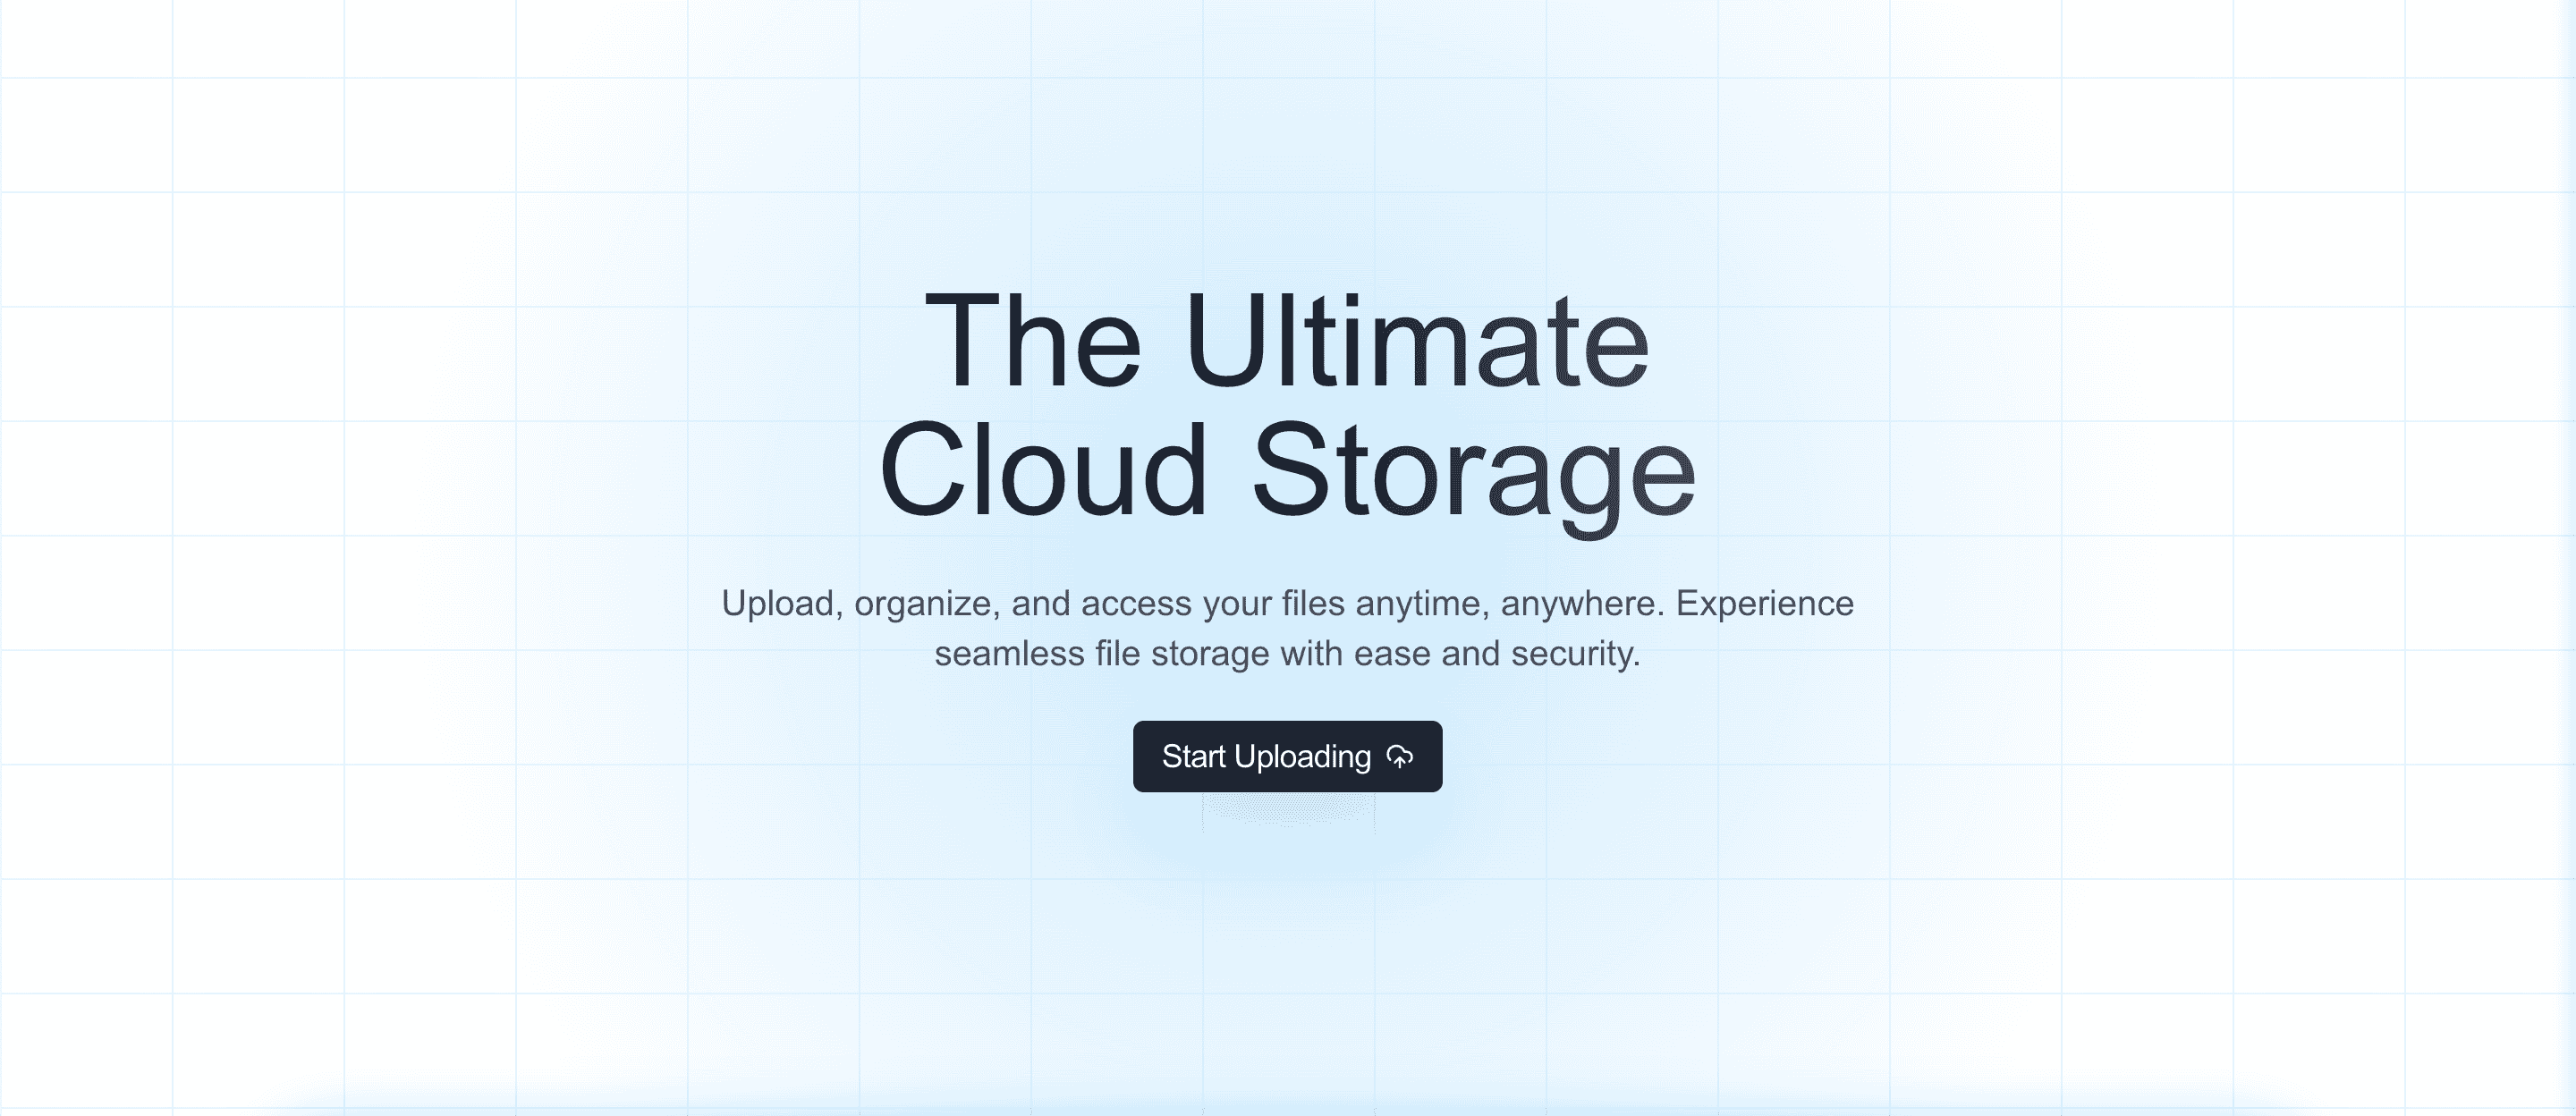 The Ultimate
Cloud Storage
Upload, organize, and access your files anytime, anywhere. Experience
seamless file storage with ease and security.
Start Uploading